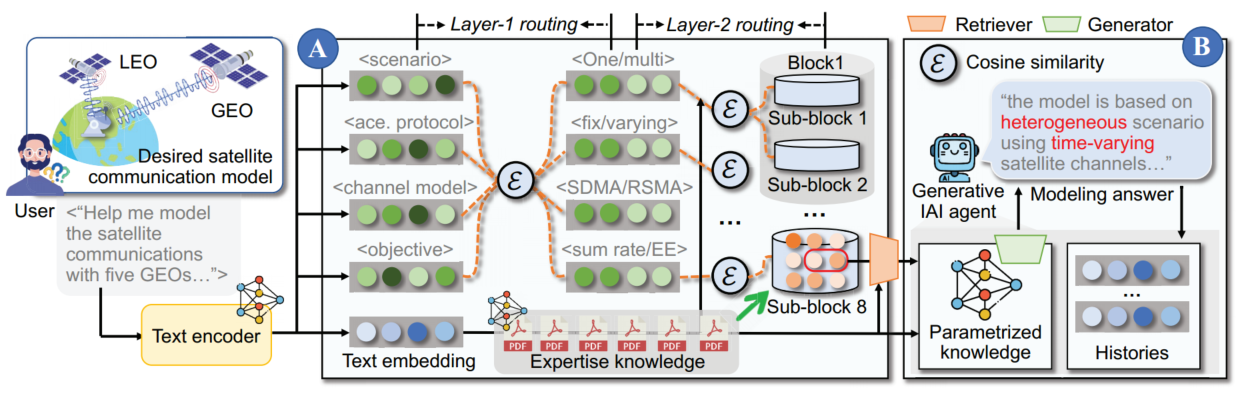 Layer-1 routing
Layer-2 routing
Retriever
Generator
LEO
GEO
Desired satellite
communication model
User
<“Help me model
the satellite
communications
with five GEOs…”>
Text encoder
A
<scenario>
<ace. protocol>
<channel model>
<objective>
Text embedding
ℰ
<One/multi>
<fix/varying>
<SDMA/RSMA>
<sum rate/EE>
PDF
PDF
PDF
PDF
PDF
PDF
Expertise knowledge
ℰ
ℰ
...
ℰ
Block1
Sub-block 1
Sub-block 2
...
Sub-block 8
B
ℰ
Cosine similarity
“the model is based on
heterogeneous scenario
using time-varying
satellite channels…”
Generative
IAI agent
Modeling answer
Parametrized
knowledge
...
Histories